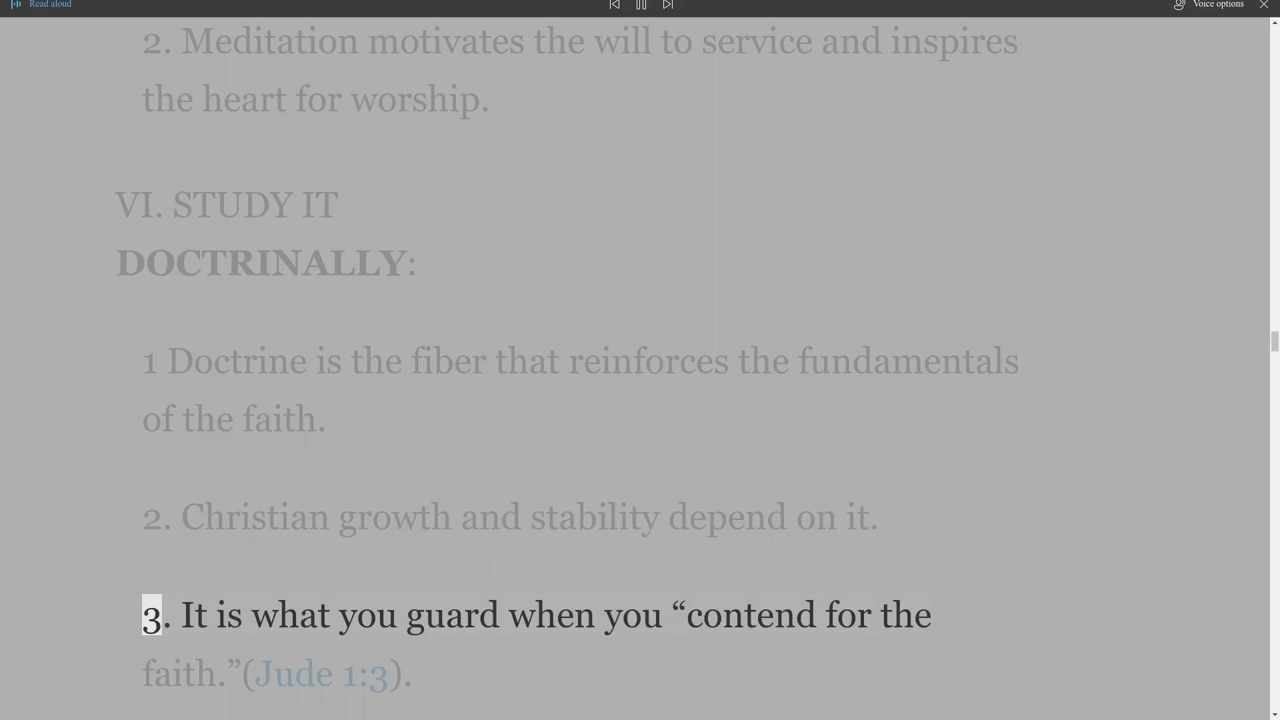 Read aloud
Voice options
2. Meditation motivates the will to service and inspires
the heart for worship.
VI. STUDY IT
DOCTRINALLY:
1 Doctrine is the fiber that reinforces the fundamentals
of the faith.
2. Christian growth and stability depend on it.
3. It is what you guard when you “contend for the
faith.”(Jude 1:3).